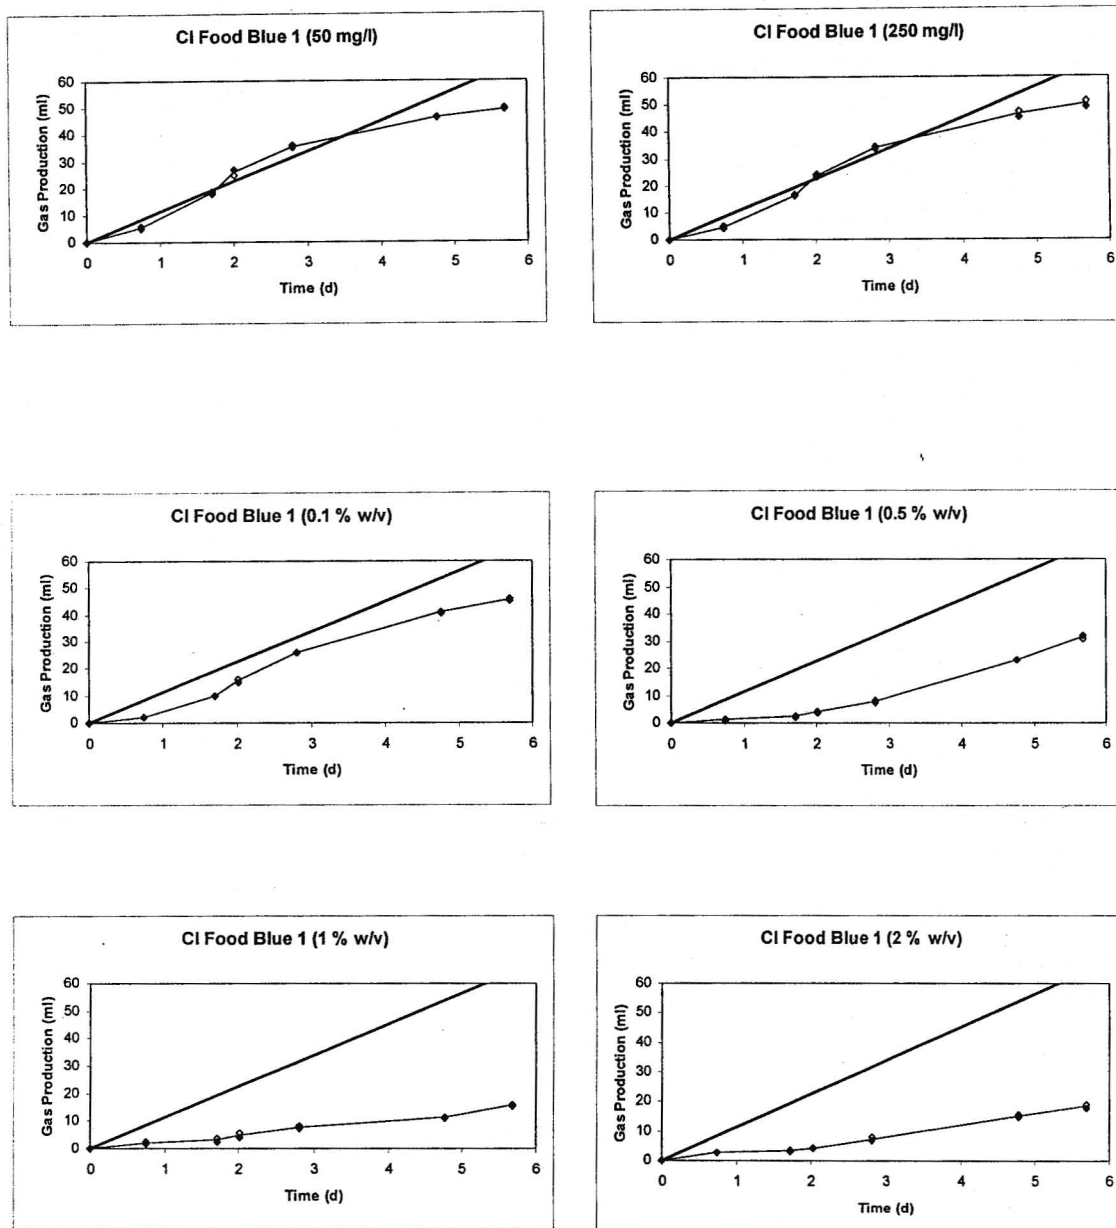 CI Food Blue 1 (50 mg/l)
Gas Production (ml)
60
50
40
30
20
10
0
0 1 2 3 4 5 6
Time (d)
CI Food Blue 1 (250 mg/l)
Gas Production (ml)
60
50
40
30
20
10
0
0 1 2 3 4 5 6
Time (d)
CI Food Blue 1 (0.1 % w/v)
Gas Production (ml)
60
50
40
30
20
10
0
0 1 2 3 4 5 6
Time (d)
CI Food Blue 1 (0.5 % w/v)
Gas Production (ml)
60
50
40
30
20
10
0
0 1 2 3 4 5 6
Time (d)
CI Food Blue 1 (1 % w/v)
Gas Production (ml)
60
50
40
30
20
10
0
0 1 2 3 4 5 6
Time (d)
CI Food Blue 1 (2 % w/v)
Gas Production (ml)
60
50
40
30
20
10
0
0 1 2 3 4 5 6
Time (d)